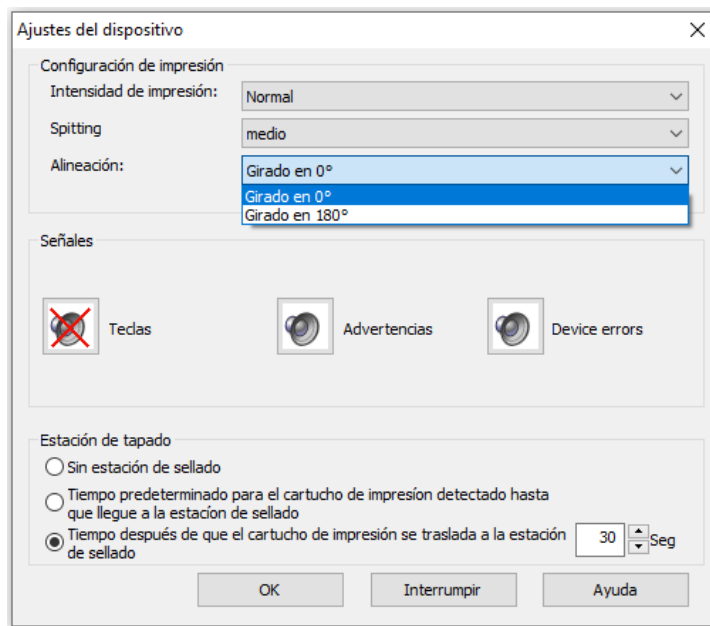 Ajustes del dispositivo
Configuración de impresión
Intensidad de impresión:
Normal
Spitting
medio
Alineación:
Girado en 0°
Girado en 0°
Girado en 180°
Señales
Teclas
Advertencias
Device errors
Estación de tapado
Sin estación de sellado
Tiempo predeterminado para el cartucho de impresíon detectado hasta
que llegue a la estacíon de sellado
Tiempo después de que el cartucho de impresión se traslada a la estación
de sellado
30
Seg
OK
Interrumpir
Ayuda